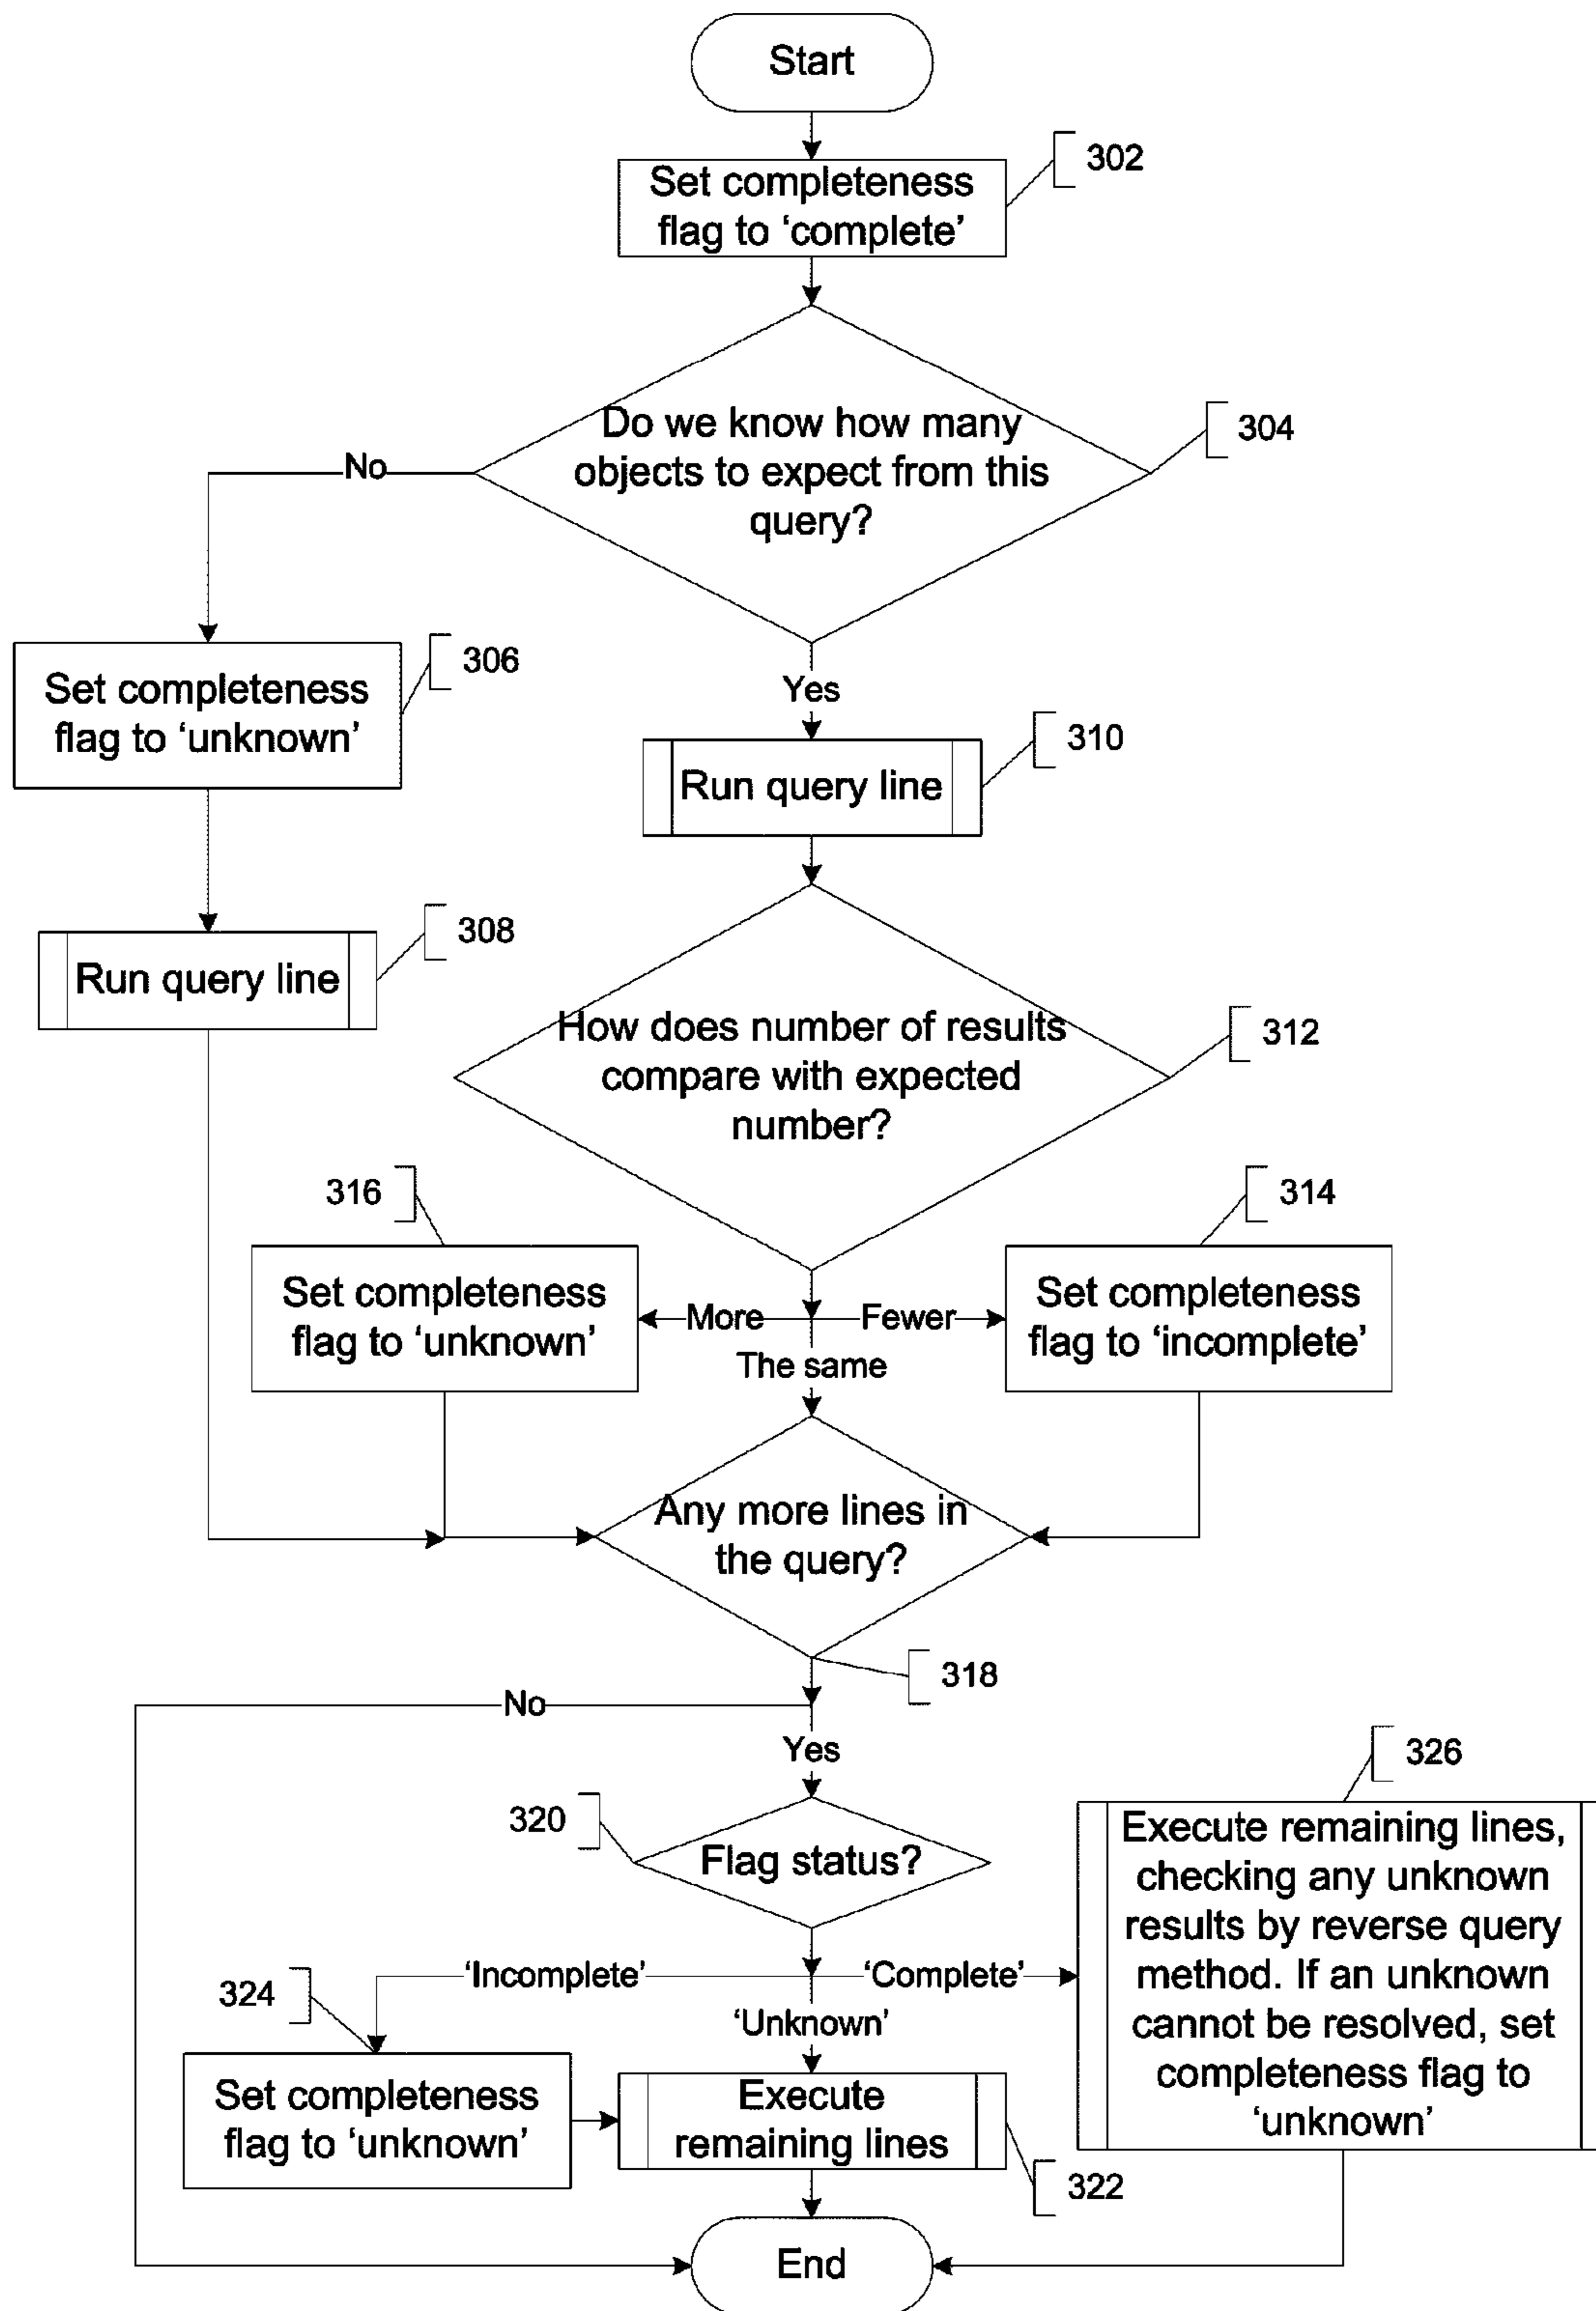 Start
302
Set completeness
flag to ‘complete’
304
Do we know how many
objects to expect from this
query?
No
306
Set completeness
flag to ‘unknown’
Yes
310
Run query line
308
Run query line
312
How does number of results
compare with expected
number?
316
314
Set completeness
flag to ‘unknown’
More
Fewer
Set completeness
flag to ‘incomplete’
The same
Any more lines in
the query?
318
No
Yes
326
320
Flag status?
Execute remaining lines,
checking any unknown
results by reverse query
method. If an unknown
cannot be resolved, set
completeness flag to
‘unknown’
‘Incomplete’
‘Complete’
324
‘Unknown’
Set completeness
flag to ‘unknown’
Execute
remaining lines
322
End